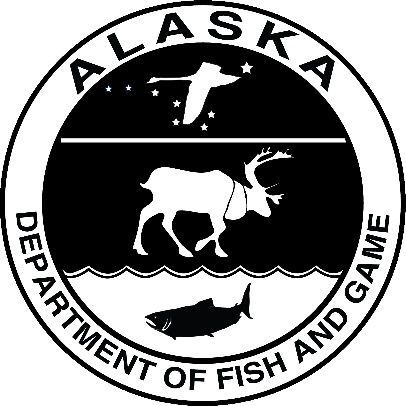 ALASKA
DEPARTMENT OF FISH AND GAME